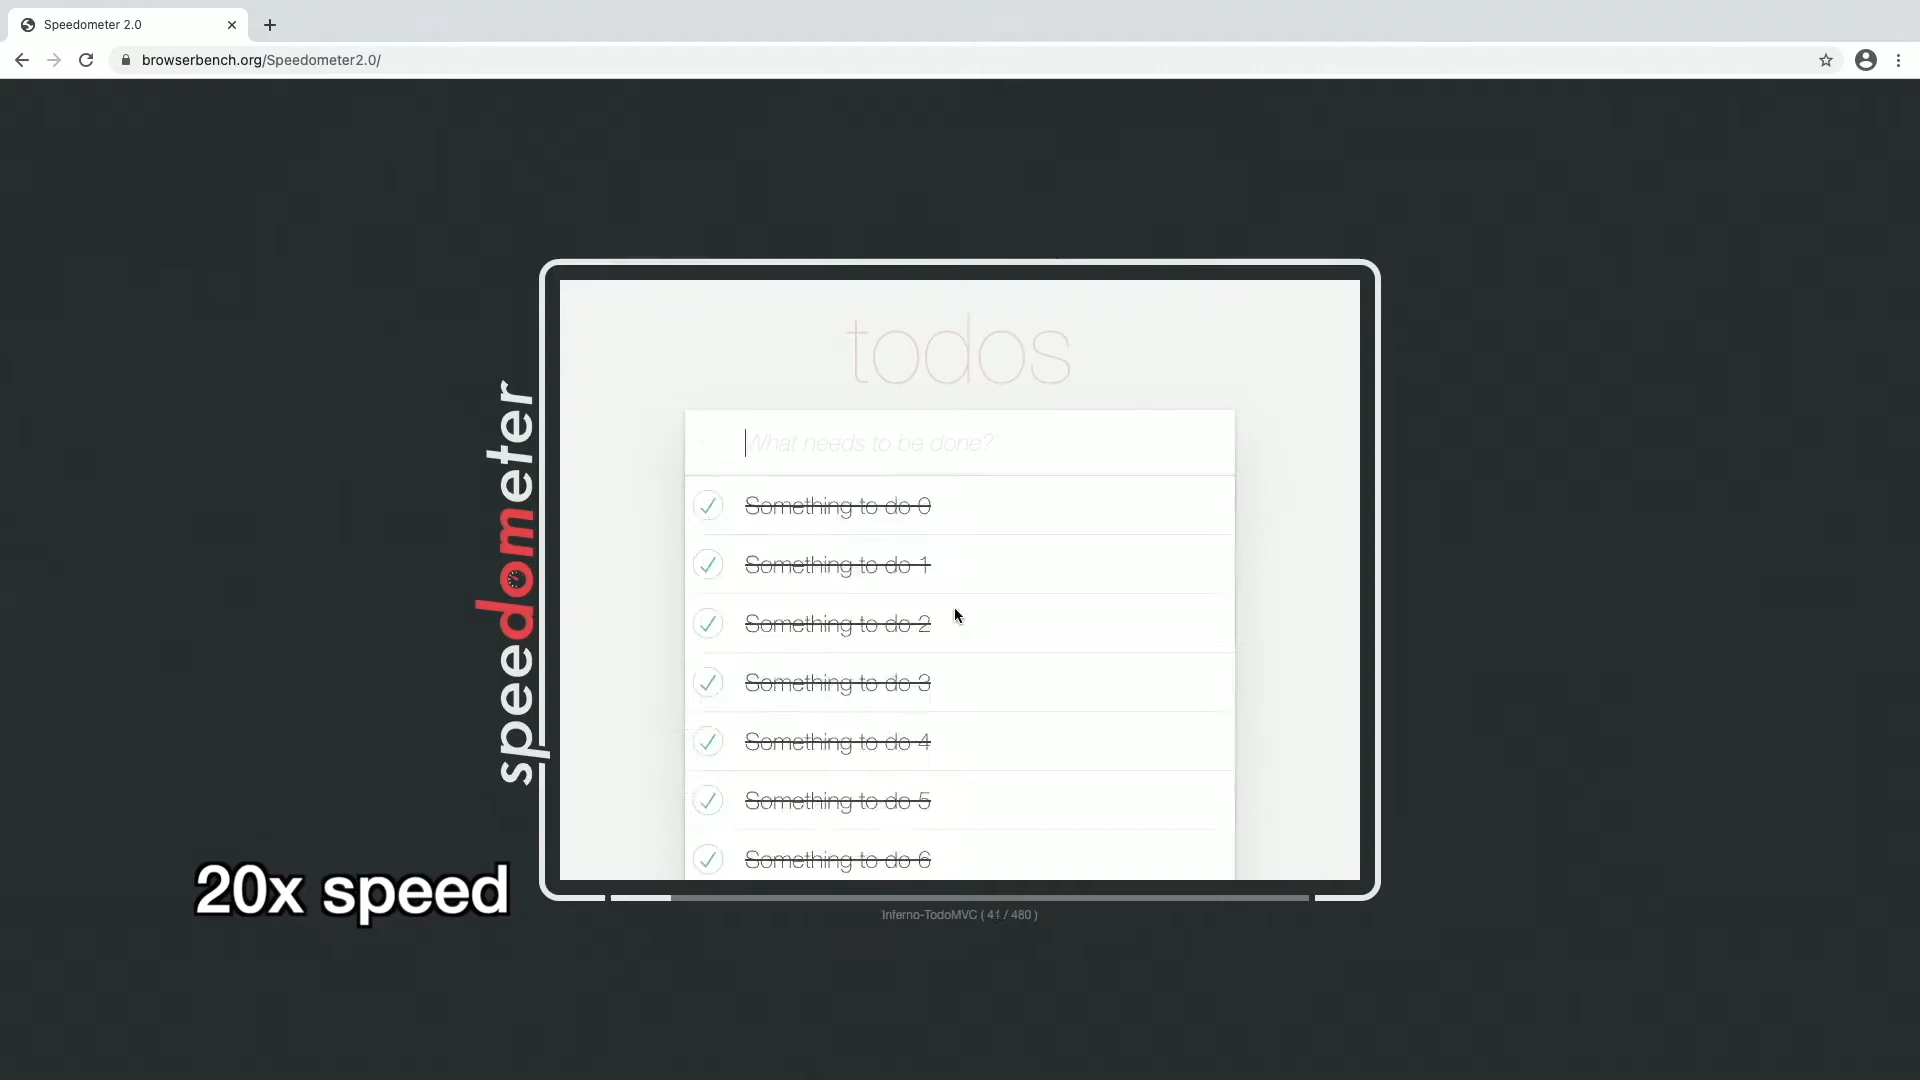 Speedometer 2.0
browserbench.org/Speedometer2.0/
speedometer
todos
What needs to be done?
Something to do 0
Something to do 1
Something to do 2
Something to do 3
Something to do 4
Something to do 5
Something to do 6
20x speed
Inferno-TodoMVC ( 41 / 480 )